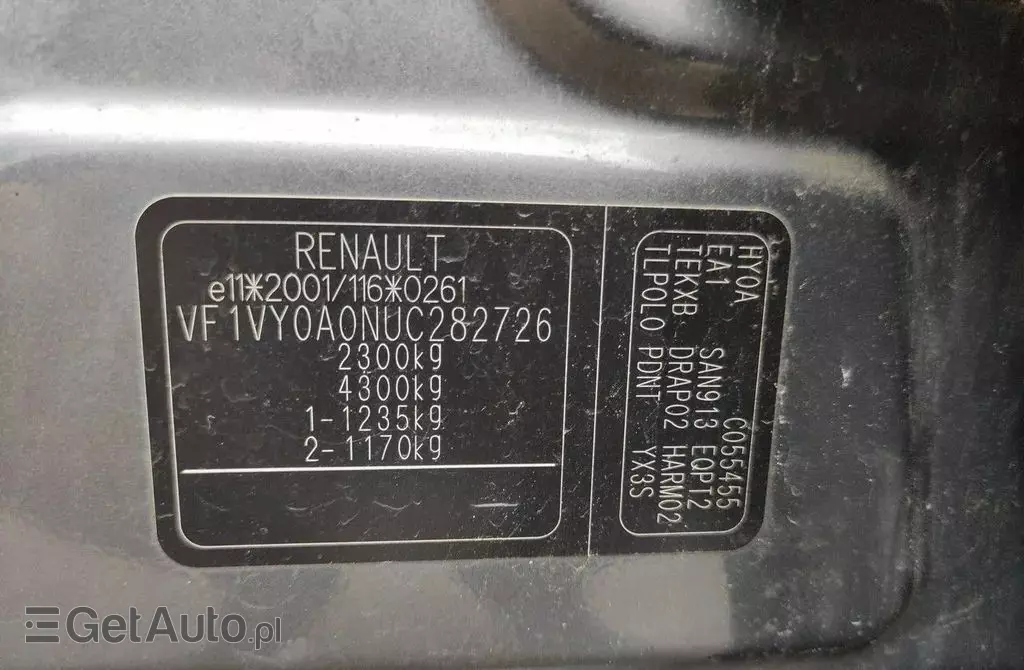 RENAULT
e11*2001/116*0261
VF1VY0A0NUC282726
2300kg
4300kg
1-1235kg
2-1170kg
HY0A C055455
EA1 SAN913 EQPT2
TEKXB DRAP02 HARM02
TLPOLO PDNT YX3S
GetAuto.pl